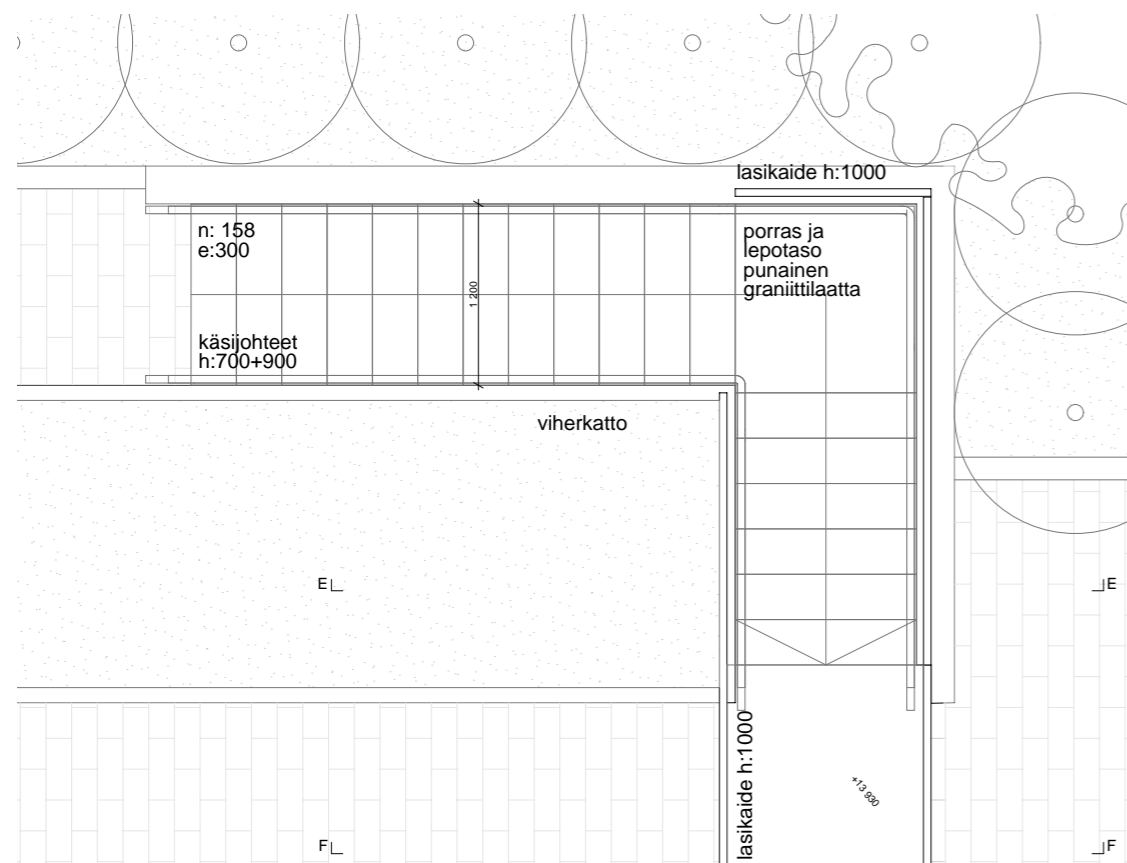 lasikaide h:1000
n: 158
e:300
porras ja
lepotaso
punainen
graniittilaatta
1 200
käsijohteet
h:700+900
viherkatto
E
E
lasikaide h:1000
+13 930
F
F